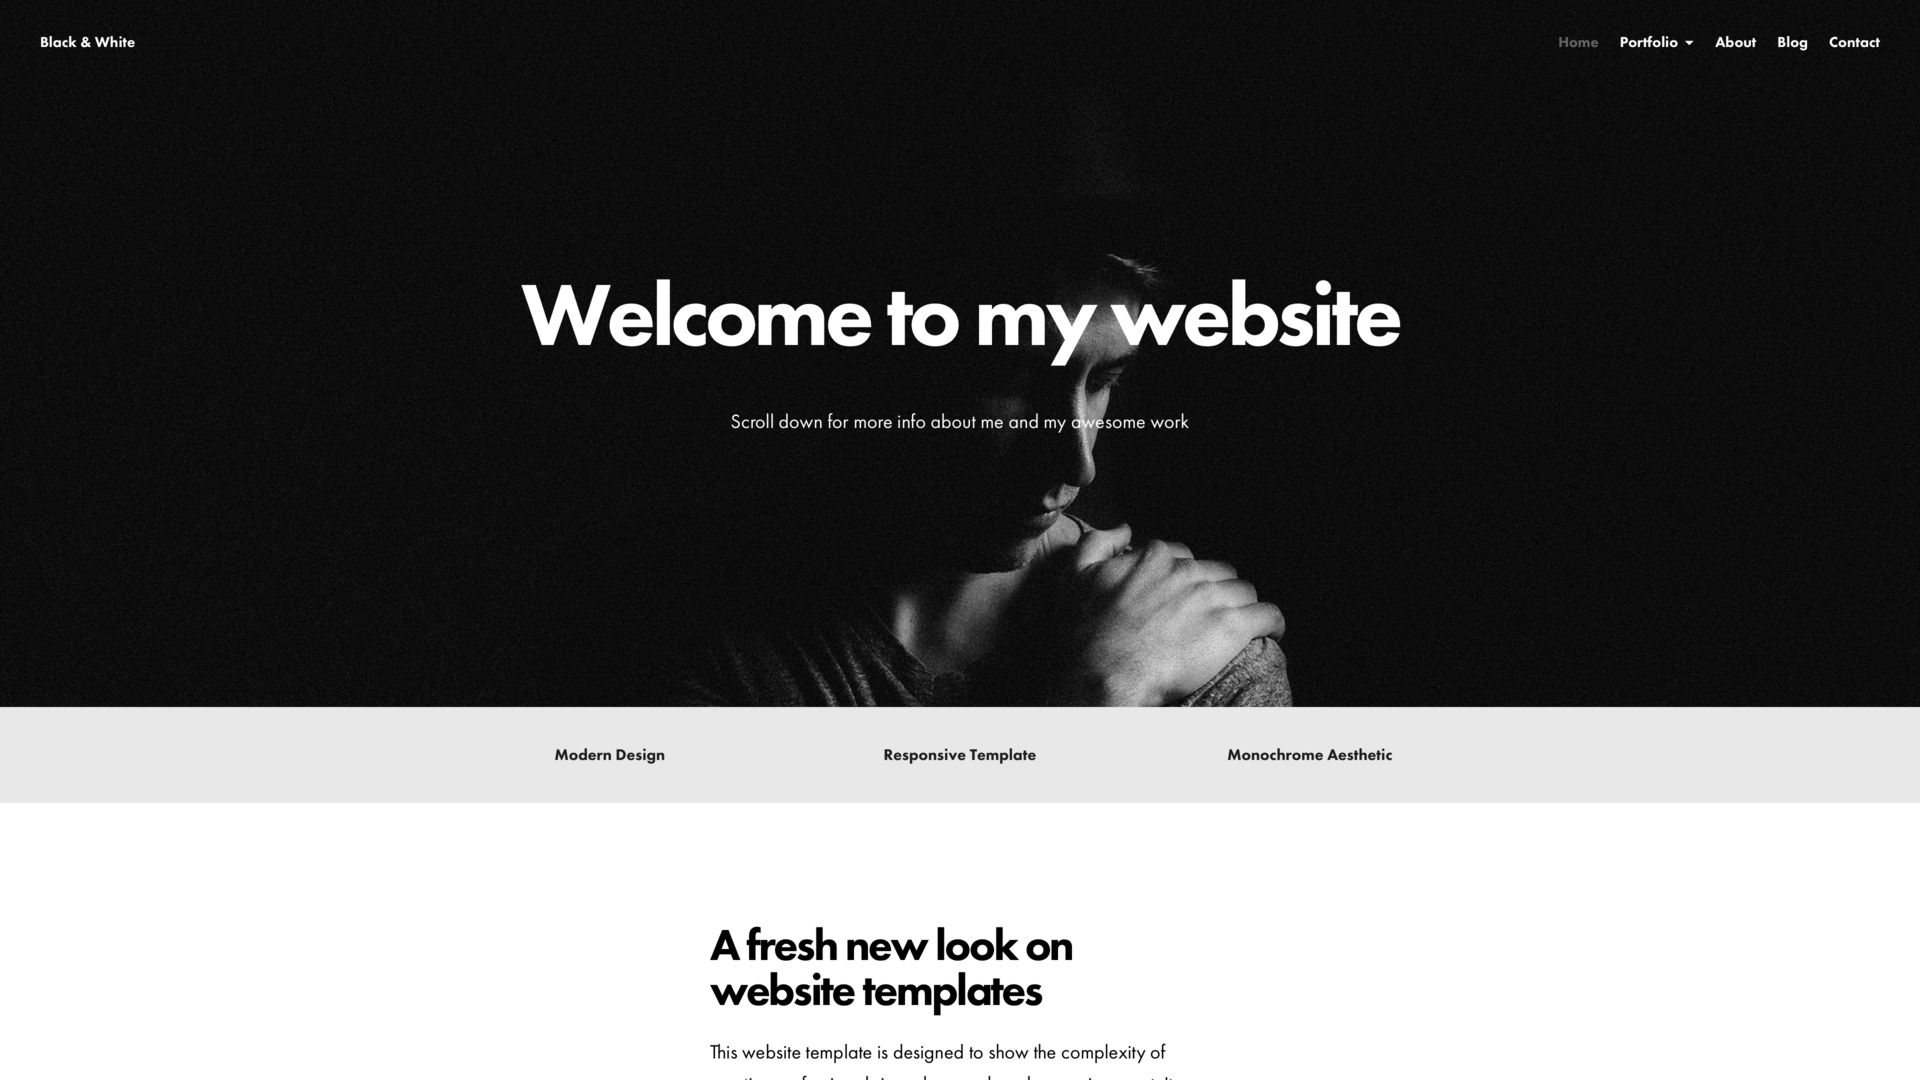 Black & White
Home Portfolio About Blog Contact
Welcome to my website
Scroll down for more info about me and my awesome work
Modern Design
Responsive Template
Monochrome Aesthetic
A fresh new look on
website templates
This website template is designed to show the complexity of